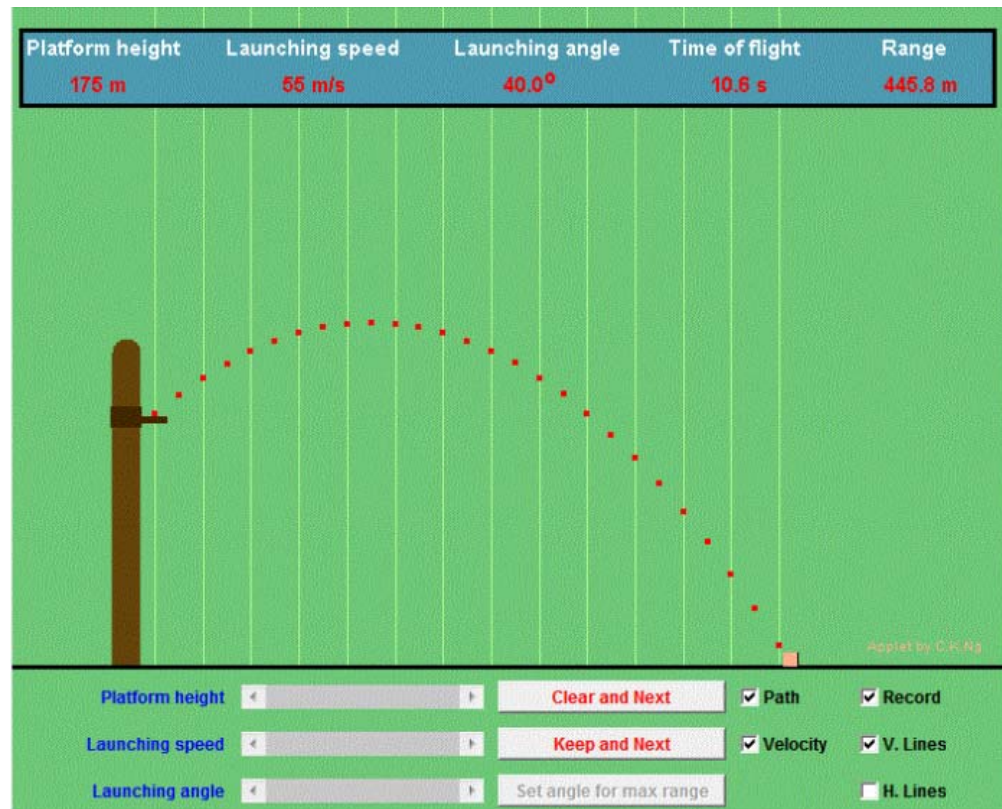 Platform height Launching speed Launching angle Time of flight Range
175 m 55 m/s 40.0° 10.6 s 445.8 m
Applet by C.K.Ng
Platform height Clear and Next Path Record
Launching speed Keep and Next Velocity V. Lines
Launching angle Set angle for max range H. Lines